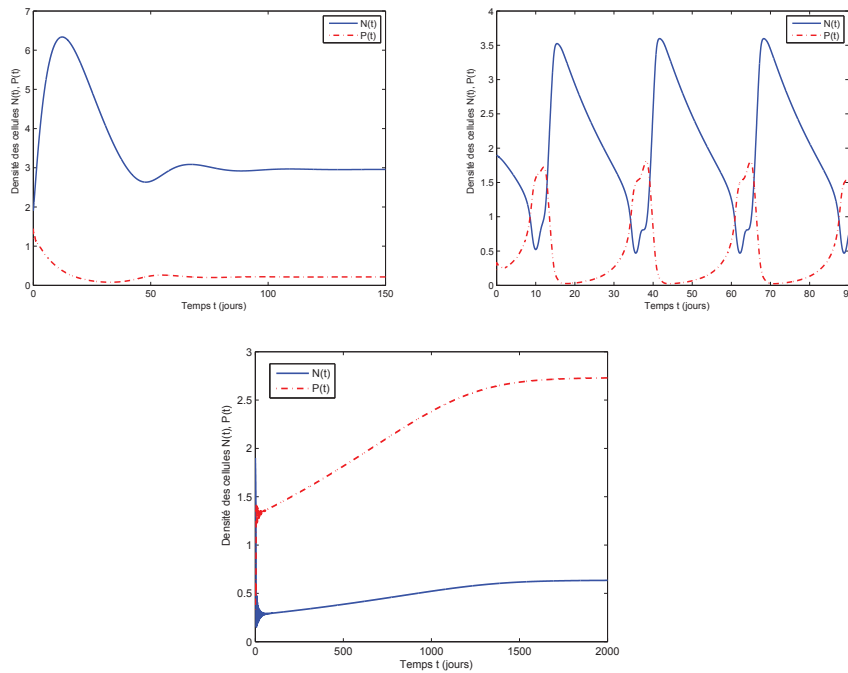 7
6
5
4
3
2
1
0
Densité des cellules N(t), P(t)
0 50 100 150
Temps t (jours)
N(t)
P(t)
4
3.5
3
2.5
2
1.5
1
0.5
0
Densité des cellules N(t), P(t)
0 10 20 30 40 50 60 70 80 90
Temps t (jours)
N(t)
P(t)
3
2.5
2
1.5
1
0.5
0
Densité des cellules N(t), P(t)
0 500 1000 1500 2000
Temps t (jours)
N(t)
P(t)